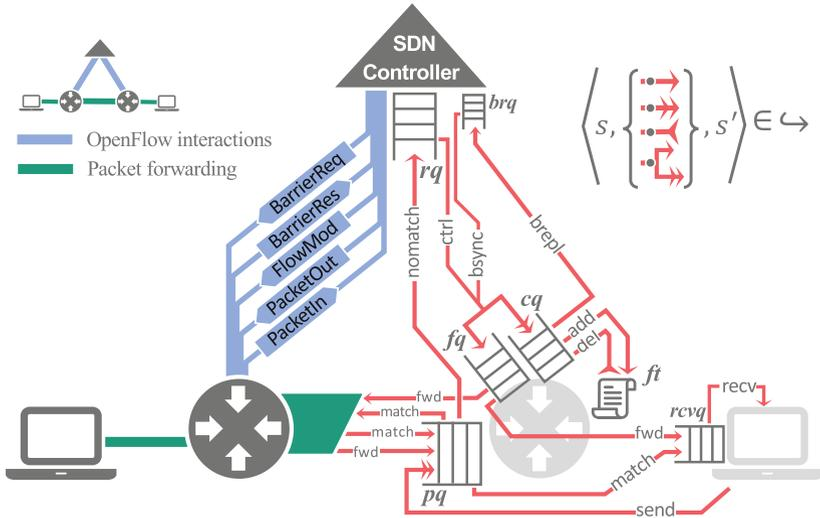 SDN
Controller
OpenFlow interactions
Packet forwarding
brq
rq
⟨ s, { } , s′ ⟩ ∈ ↪
BarrierReq
BarrierRes
FlowMod
PacketOut
PacketIn
nomatch
ctrl
bsync
brepl
cq
fq
add
del
ft
fwd
match
match
fwd
pq
rcvq
recv
fwd
match
send